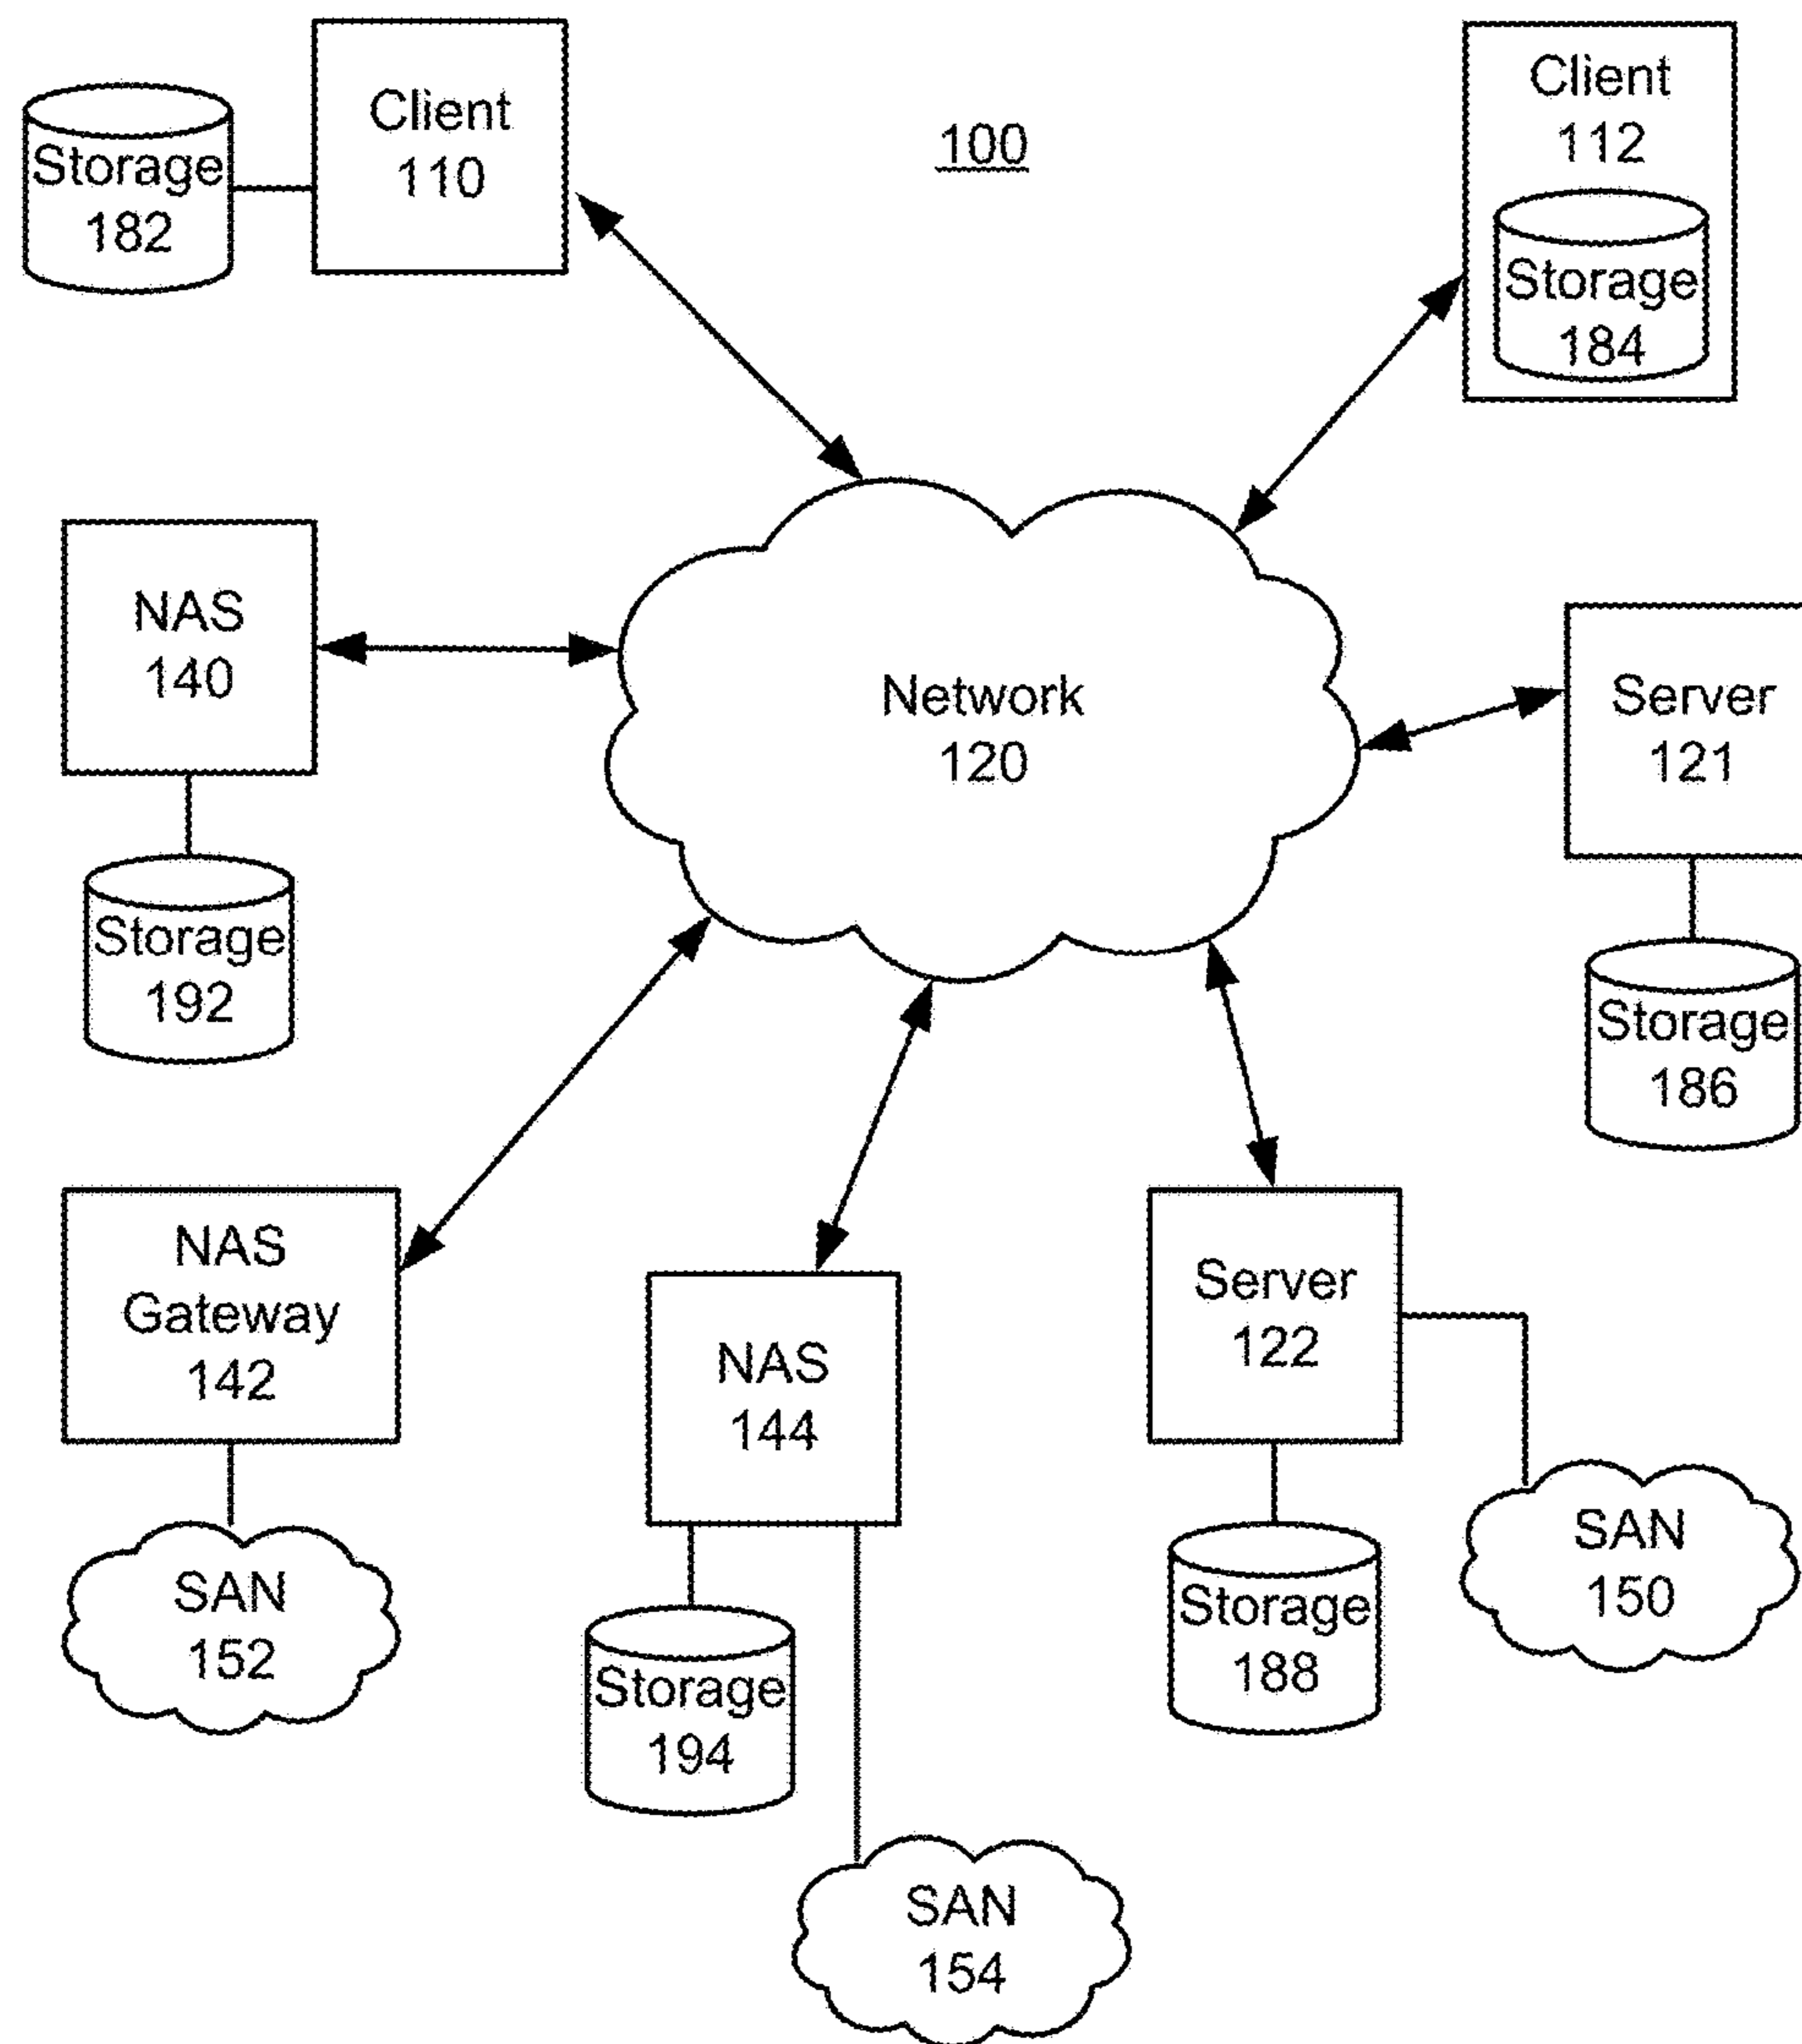 Client
110
Storage
182
100
Client
112
Storage
184
NAS
140
Storage
192
Network
120
Server
121
Storage
186
NAS
Gateway
142
SAN
152
NAS
144
Storage
194
SAN
154
Server
122
Storage
188
SAN
150